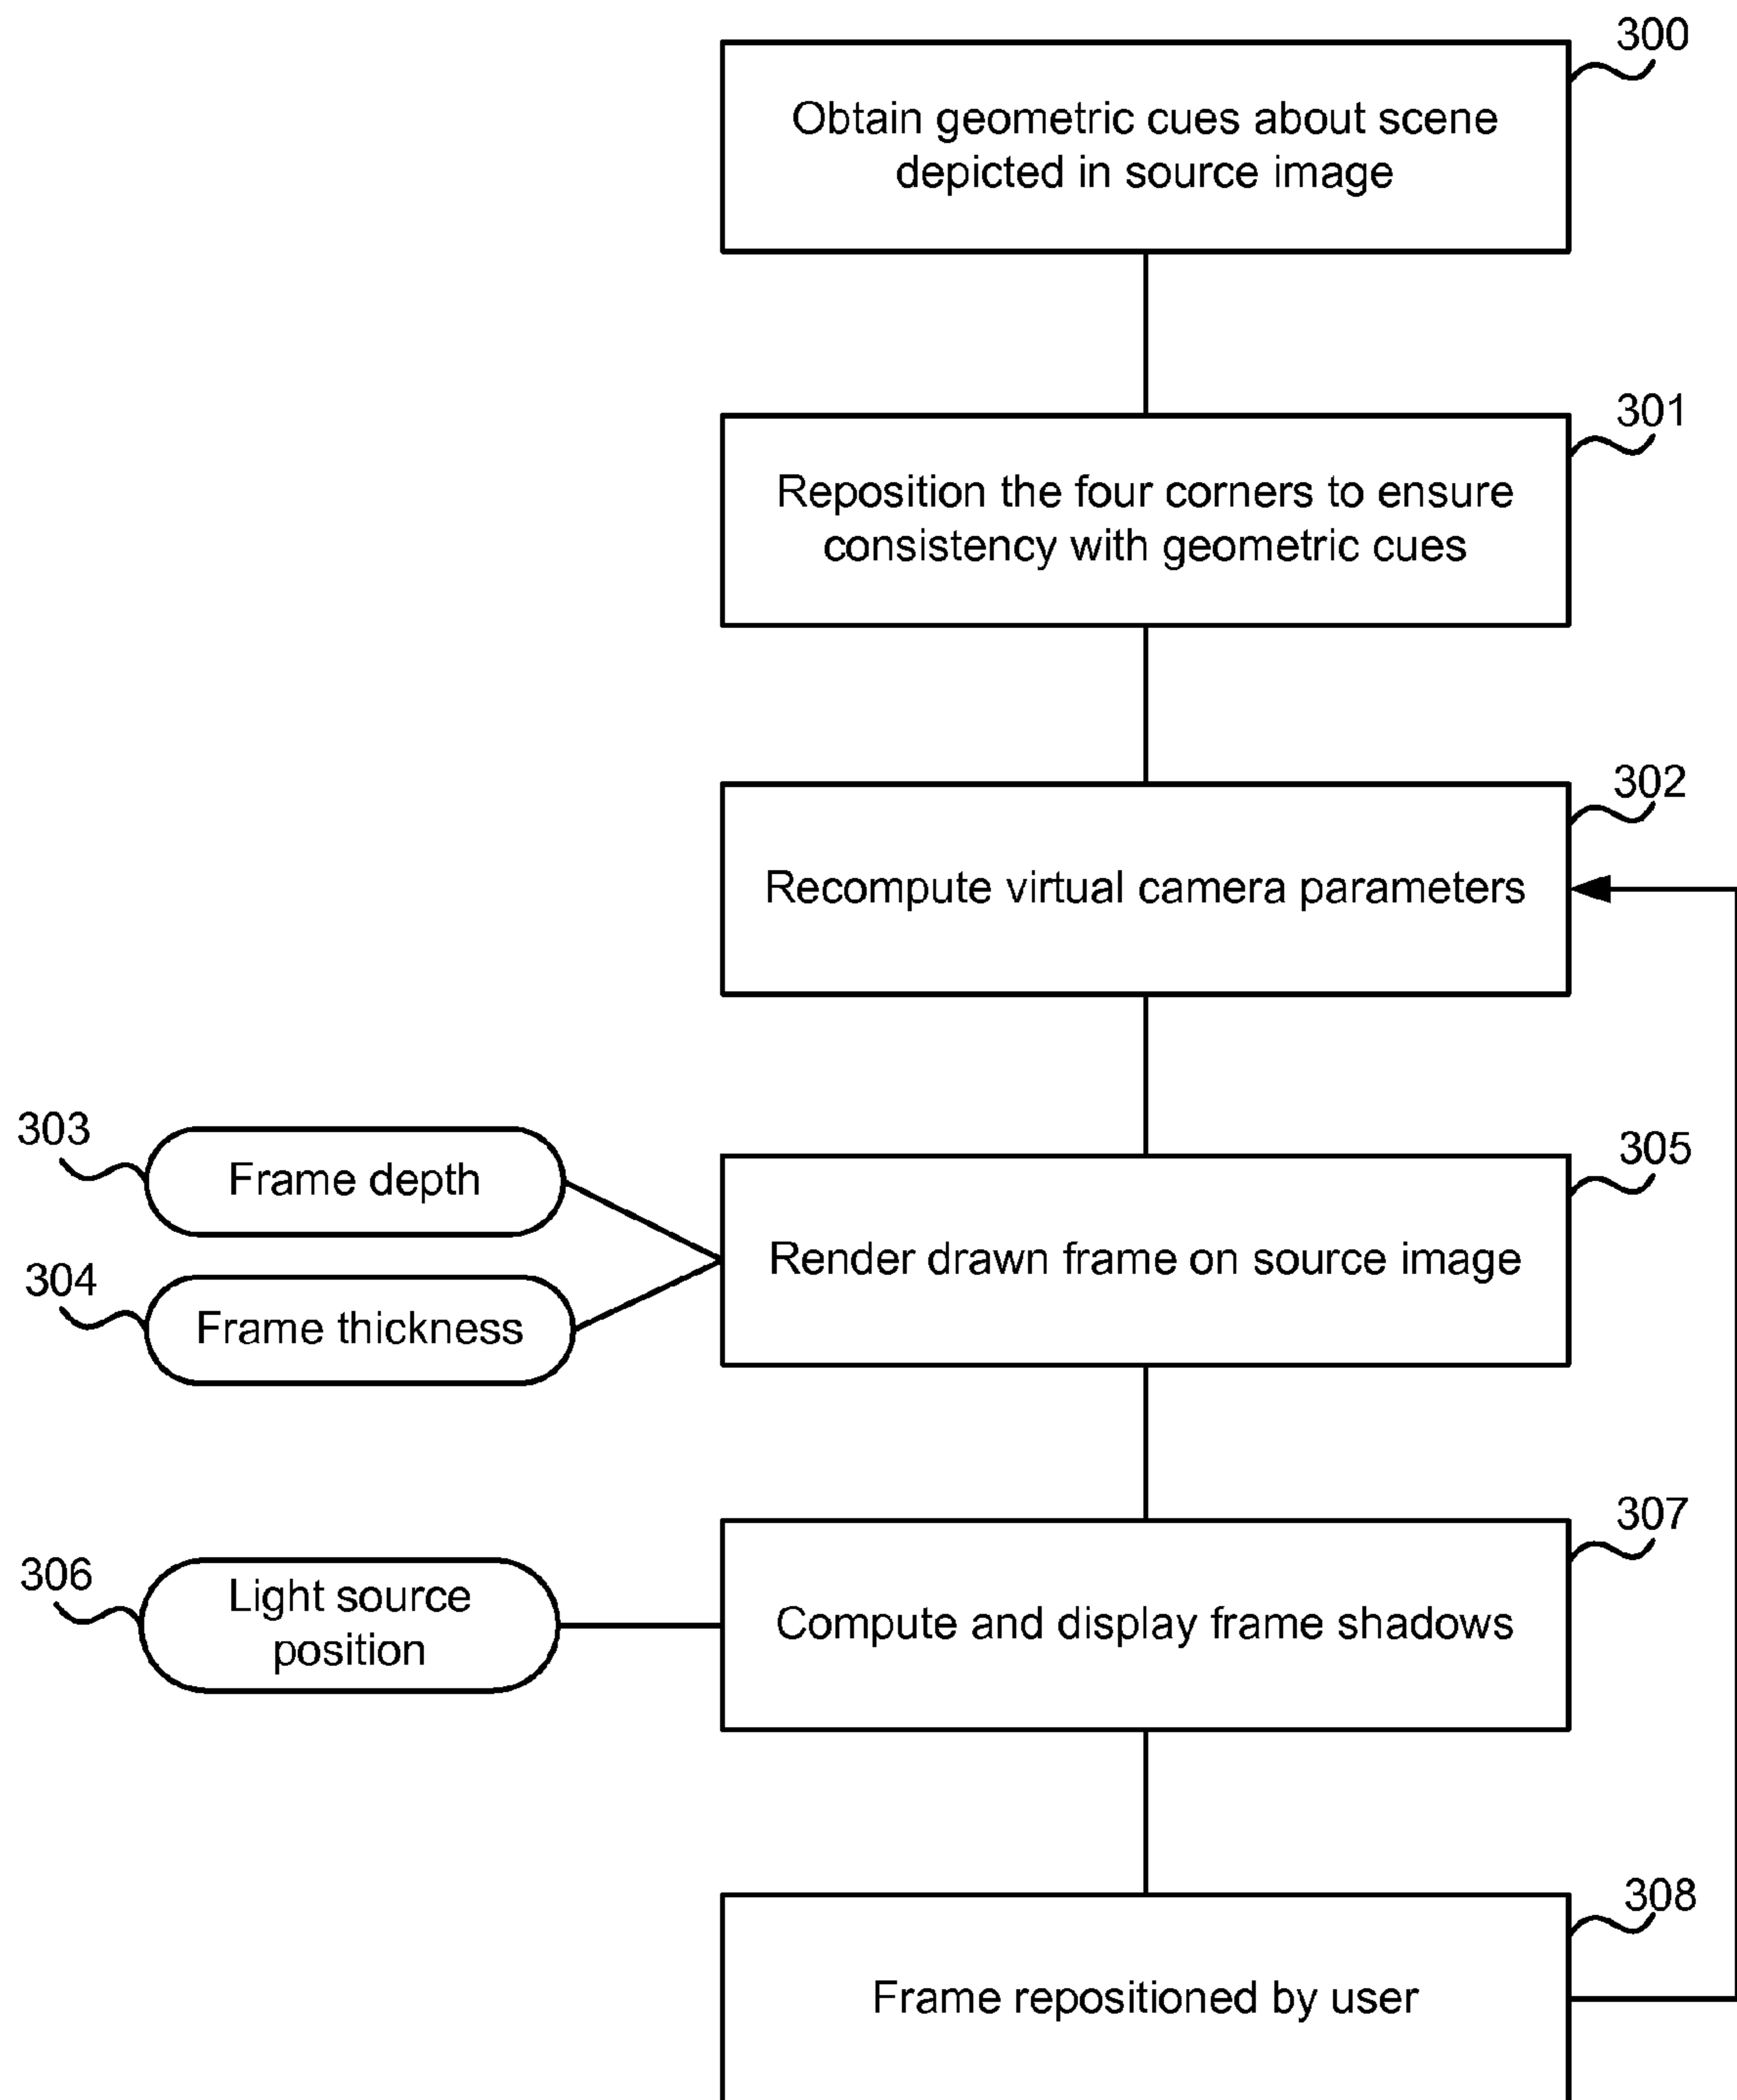 300
Obtain geometric cues about scene
depicted in source image
301
Reposition the four corners to ensure
consistency with geometric cues
302
Recompute virtual camera parameters
303
Frame depth
304
Frame thickness
305
Render drawn frame on source image
306
Light source
position
307
Compute and display frame shadows
308
Frame repositioned by user